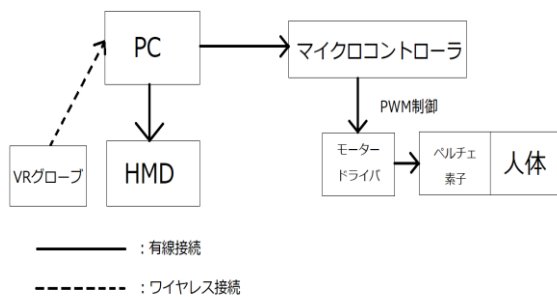 PC
マイクロコントローラ
PWM制御
VRグローブ
HMD
モーター
ドライバ
ペルチェ
素子
人体
：有線接続
：ワイヤレス接続